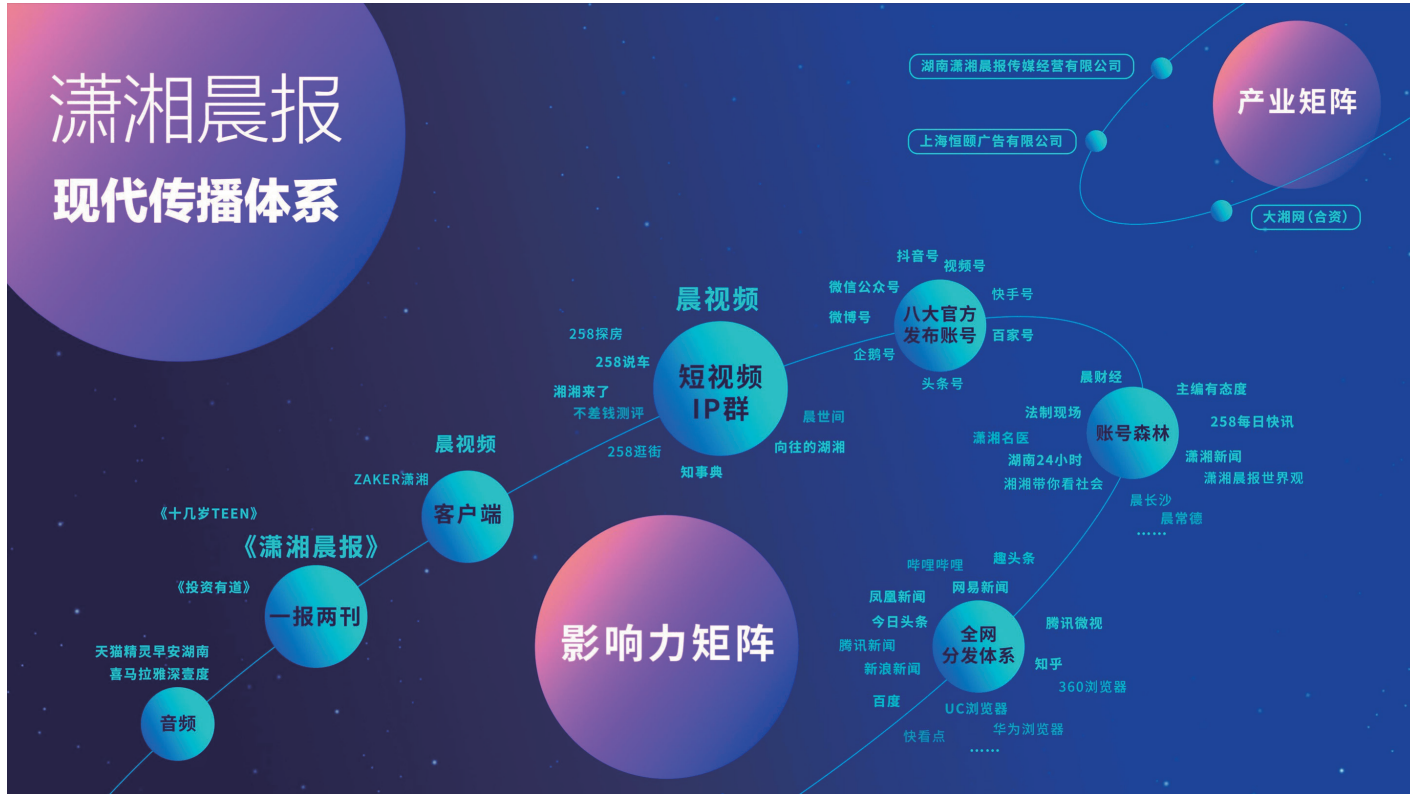 潇湘晨报
现代传播体系
产业矩阵
湖南潇湘晨报传媒经营有限公司
上海恒颐广告有限公司
大湘网(合资)
影响力矩阵
音频
天猫精灵早安湖南
喜马拉雅深壹度
一报两刊
《十几岁TEEN》
《潇湘晨报》
《投资有道》
客户端
晨视频
ZAKER潇湘
短视频
IP群
晨视频
258探房
258说车
湘湘来了
不差钱测评
258逛街
知事典
晨世间
向往的湖湘
八大官方
发布账号
抖音号
视频号
微信公众号
快手号
微博号
百家号
企鹅号
头条号
账号森林
晨财经
主编有态度
法制现场
258每日快讯
潇湘名医
湖南24小时
潇湘新闻
湘湘带你看社会
潇湘晨报世界观
晨长沙
晨常德
……
全网
分发体系
趣头条
哔哩哔哩
网易新闻
凤凰新闻
今日头条
腾讯微视
腾讯新闻
知乎
新浪新闻
360浏览器
百度
UC浏览器
华为浏览器
快看点
……